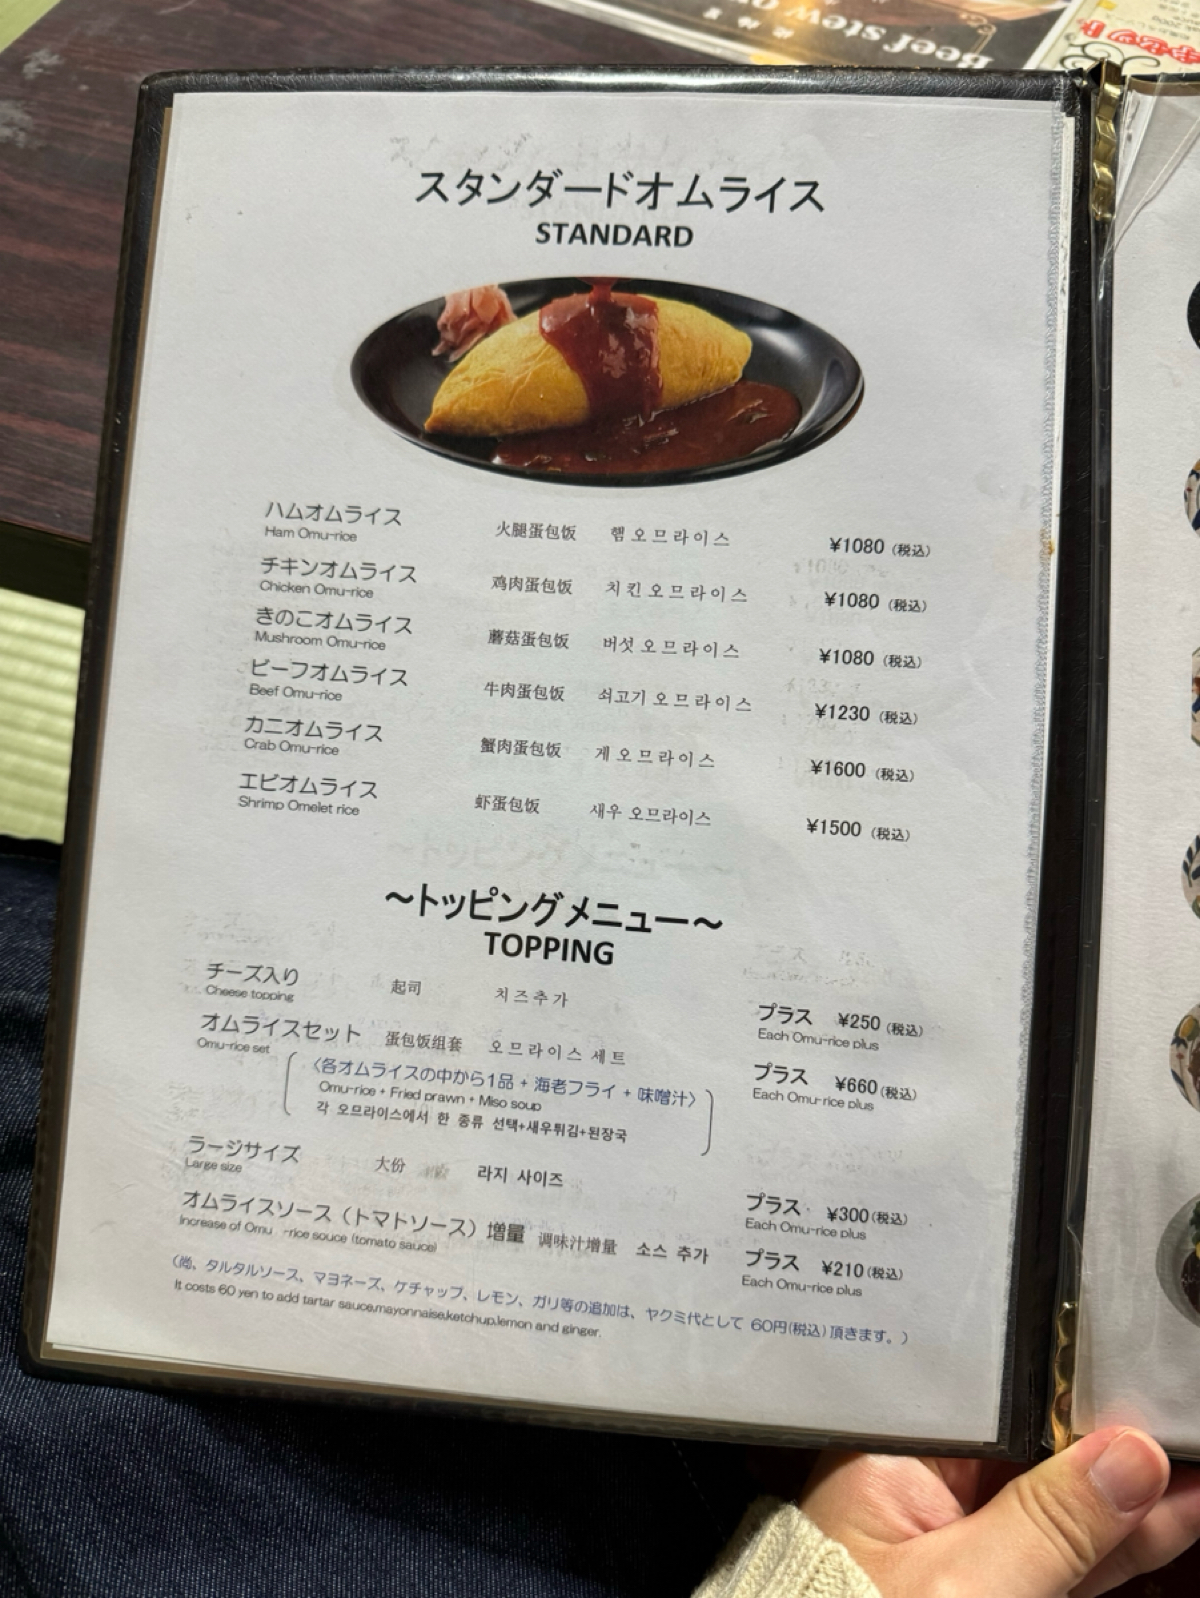 Beef stew
スタンダードオムライス
STANDARD
ハムオムライス 火腿蛋包饭 햄 오므라이스 ¥1080 (税込)
Ham Omu-rice
チキンオムライス 鸡肉蛋包饭 치킨 오므라이스 ¥1080 (税込)
Chicken Omu-rice
きのこオムライス 蘑菇蛋包饭 버섯 오므라이스 ¥1080 (税込)
Mushroom Omu-rice
ビーフオムライス 牛肉蛋包饭 쇠고기 오므라이스 ¥1230 (税込)
Beef Omu-rice
カニオムライス 蟹肉蛋包饭 게 오므라이스 ¥1600 (税込)
Crab Omu-rice
エビオムライス 虾蛋包饭 새우 오므라이스 ¥1500 (税込)
Shrimp Omelet rice
～トッピングメニュー～
TOPPING
チーズ入り 起司 치즈추가 プラス ¥250 (税込)
Cheese topping Each Omu-rice plus
オムライスセット 蛋包饭组套 오므라이스 세트 プラス ¥660(税込)
Omu-rice set Each Omu-rice plus
〈各オムライスの中から1品 + 海老フライ + 味噌汁〉
Omu-rice + Fried prawn + Miso soup
각 오므라이스에서 한 종류 선택+새우튀김+된장국
ラージサイズ 大份 라지 사이즈 プラス ¥300(税込)
Large size Each Omu-rice plus
オムライスソース（トマトソース）増量 调味汁增量 소스 추가 プラス ¥210(税込)
Increase of Omu -rice souce (tomato sauce) Each Omu-rice plus
（尚、タルタルソース、マヨネーズ、ケチャップ、レモン、ガリ等の追加は、ヤクミ代として 60円(税込)頂きます。）
It costs 60 yen to add tartar sauce,mayonnaise,ketchup,lemon and ginger.